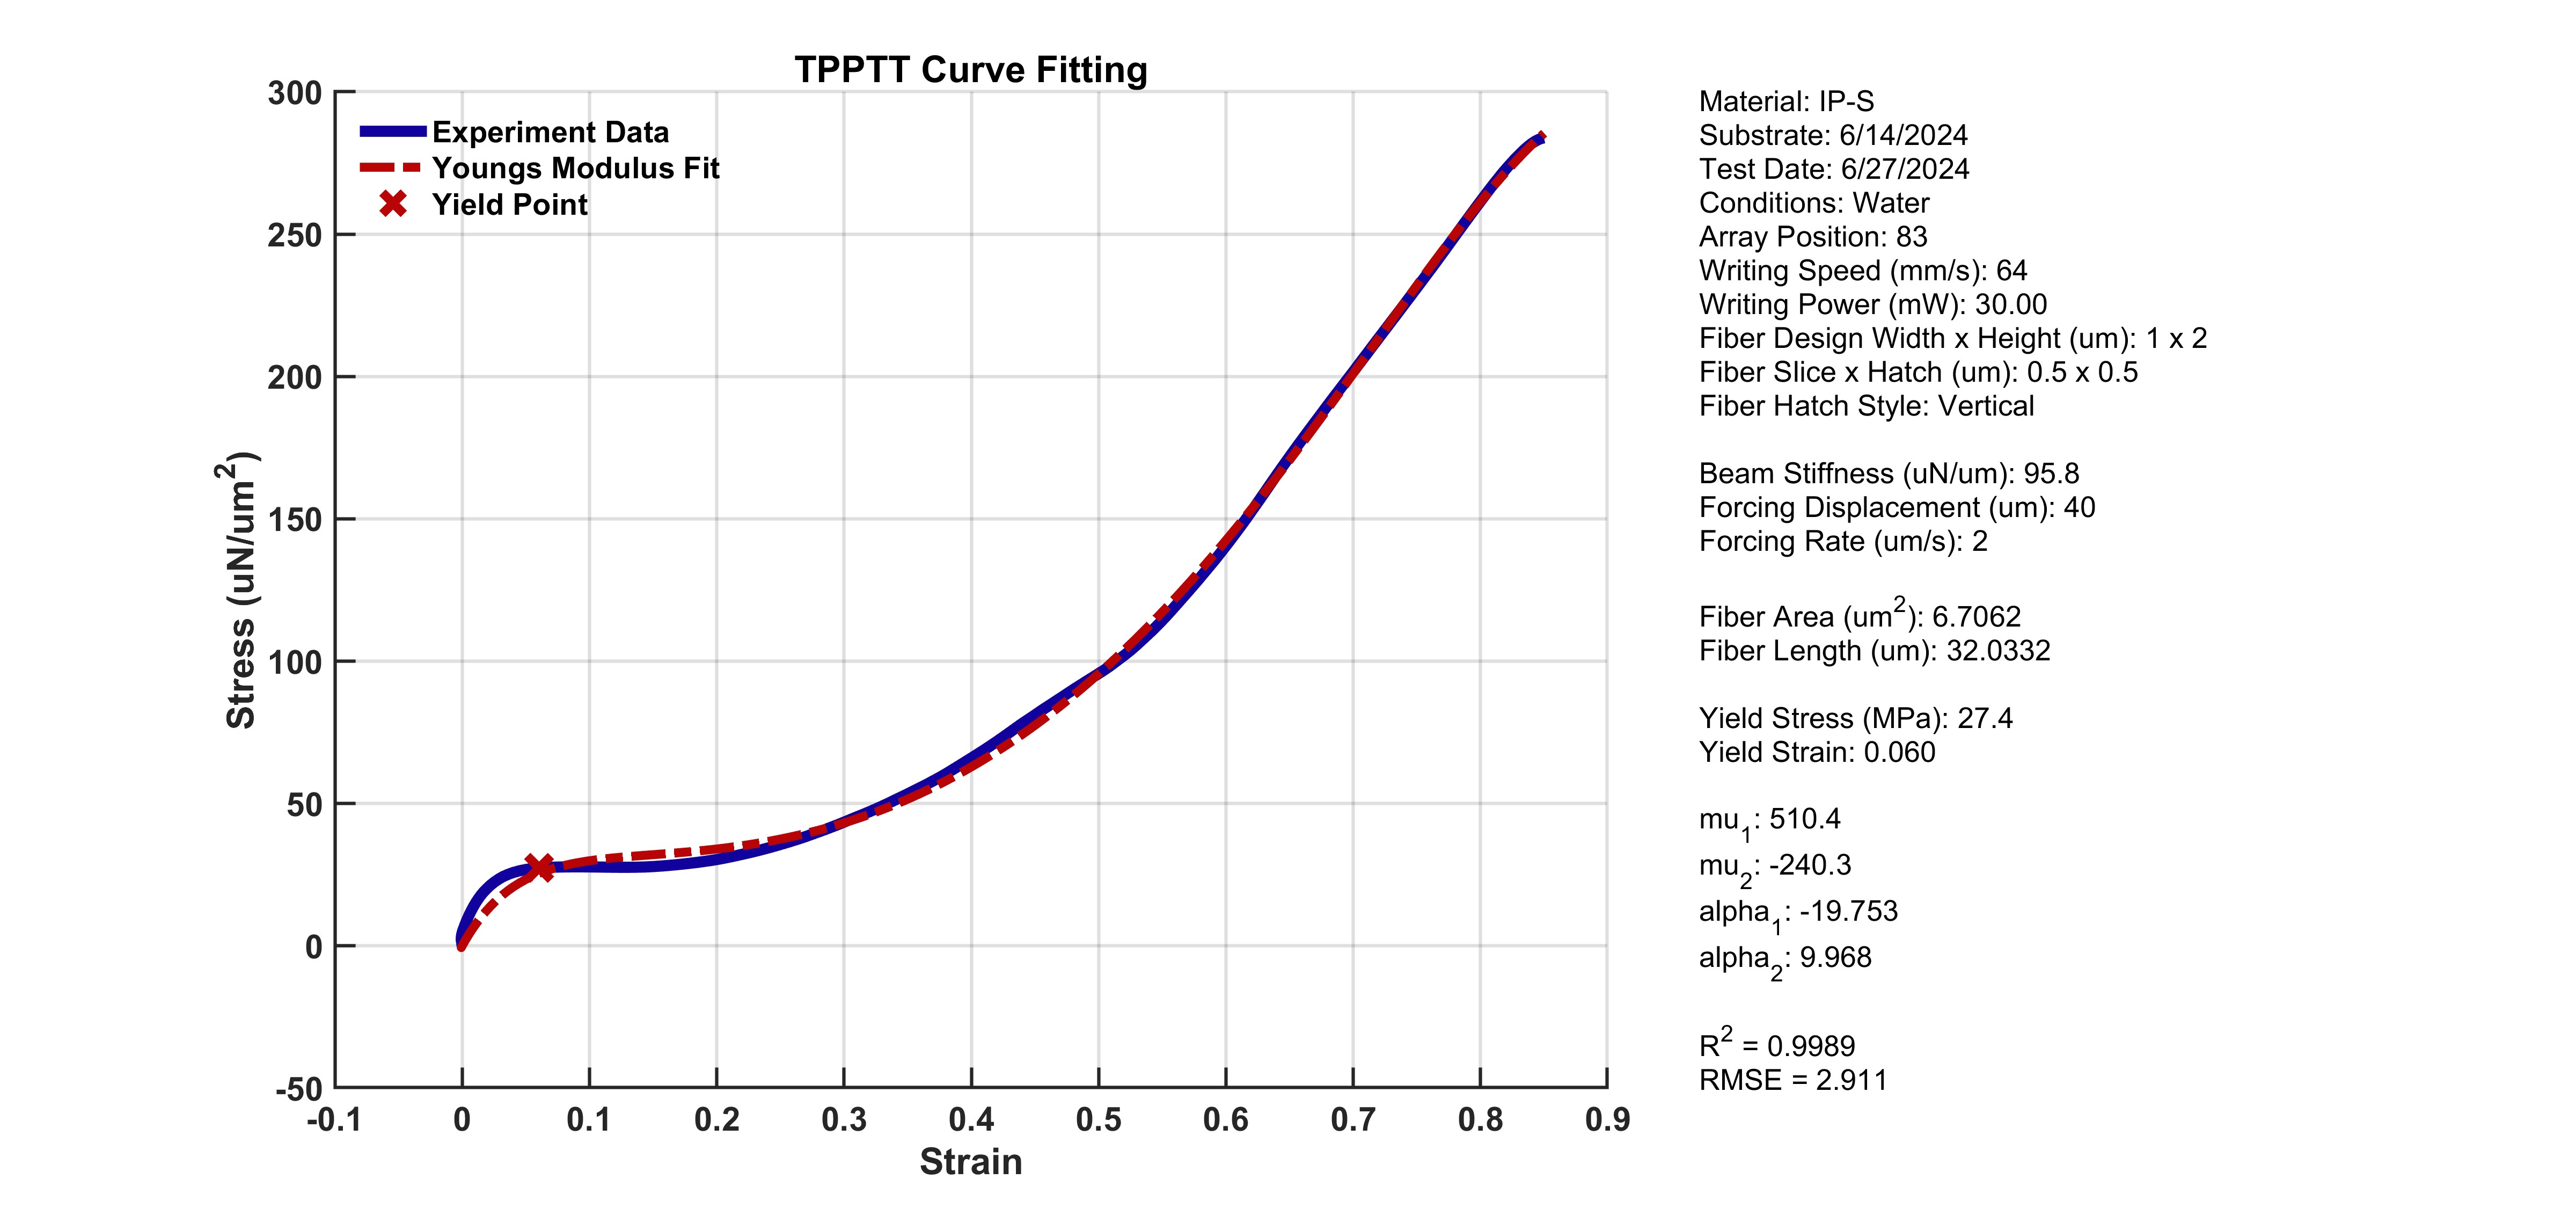 TPPTT Curve Fitting
300
250
200
150
100
50
0
-50
Stress (uN/um²)
Experiment Data
Youngs Modulus Fit
Yield Point
-0.1 0 0.1 0.2 0.3 0.4 0.5 0.6 0.7 0.8 0.9
Strain
Material: IP-S
Substrate: 6/14/2024
Test Date: 6/27/2024
Conditions: Water
Array Position: 83
Writing Speed (mm/s): 64
Writing Power (mW): 30.00
Fiber Design Width x Height (um): 1 x 2
Fiber Slice x Hatch (um): 0.5 x 0.5
Fiber Hatch Style: Vertical
Beam Stiffness (uN/um): 95.8
Forcing Displacement (um): 40
Forcing Rate (um/s): 2
Fiber Area (um²): 6.7062
Fiber Length (um): 32.0332
Yield Stress (MPa): 27.4
Yield Strain: 0.060
mu₁: 510.4
mu₂: -240.3
alpha₁: -19.753
alpha₂: 9.968
R² = 0.9989
RMSE = 2.911